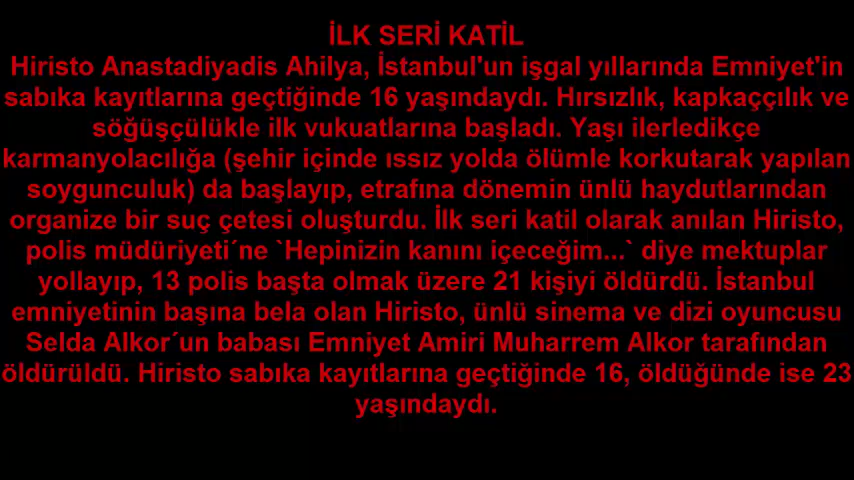 İLK SERİ KATİL
Hiristo Anastadiyadis Ahilya, İstanbul'un işgal yıllarında Emniyet'in
sabıka kayıtlarına geçtiğinde 16 yaşındaydı. Hırsızlık, kapkaççılık ve
söğüşçülükle ilk vukuatlarına başladı. Yaşı ilerledikçe
karmanyolacılığa (şehir içinde ıssız yolda ölümle korkutarak yapılan
soygunculuk) da başlayıp, etrafına dönemin ünlü haydutlarından
organize bir suç çetesi oluşturdu. İlk seri katil olarak anılan Hiristo,
polis müdüriyeti´ne `Hepinizin kanını içeceğim...` diye mektuplar
yollayıp, 13 polis başta olmak üzere 21 kişiyi öldürdü. İstanbul
emniyetinin başına bela olan Hiristo, ünlü sinema ve dizi oyuncusu
Selda Alkor´un babası Emniyet Amiri Muharrem Alkor tarafından
öldürüldü. Hiristo sabıka kayıtlarına geçtiğinde 16, öldüğünde ise 23
yaşındaydı.